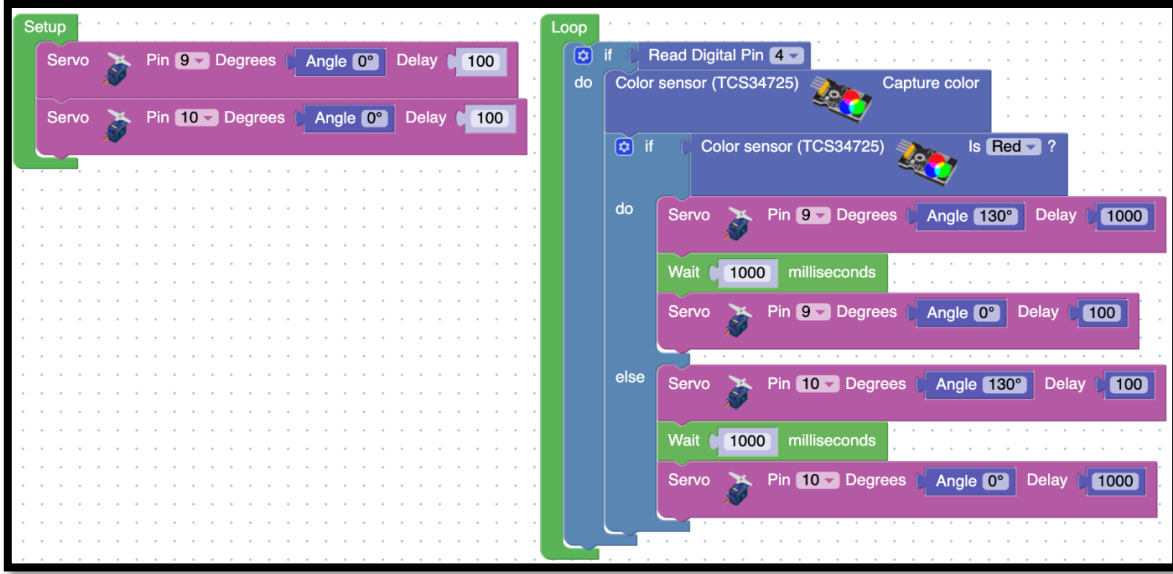 Setup
Servo Pin 9 Degrees Angle 0° Delay 100
Servo Pin 10 Degrees Angle 0° Delay 100
Loop
if Read Digital Pin 4
do Color sensor (TCS34725) Capture color
if Color sensor (TCS34725) Is Red ?
do Servo Pin 9 Degrees Angle 130° Delay 1000
Wait 1000 milliseconds
Servo Pin 9 Degrees Angle 0° Delay 100
else Servo Pin 10 Degrees Angle 130° Delay 100
Wait 1000 milliseconds
Servo Pin 10 Degrees Angle 0° Delay 1000